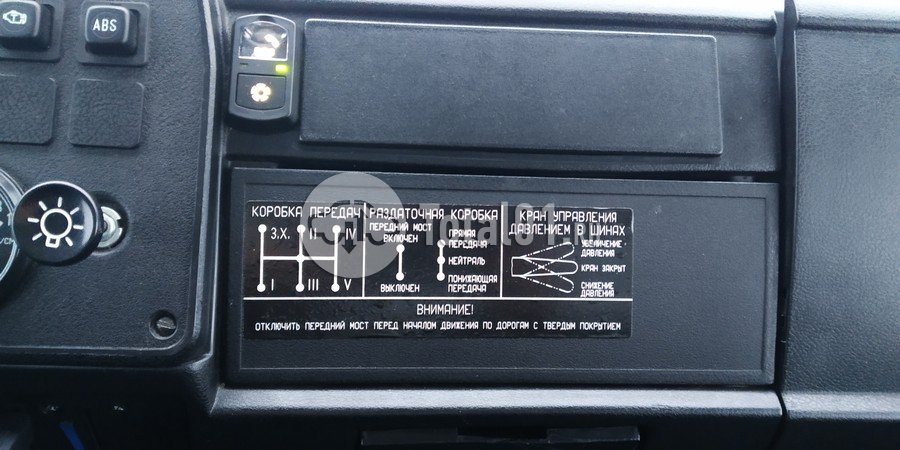 ABS
КОРОБКА ПЕРЕДАЧ
З.Х. II IV
I III V
РАЗДАТОЧНАЯ КОРОБКА
ПЕРЕДНИЙ МОСТ
ВКЛЮЧЕН
ВЫКЛЮЧЕН
ПРЯМАЯ
ПЕРЕДАЧА
НЕЙТРАЛЬ
ПОНИЖАЮЩАЯ
ПЕРЕДАЧА
КРАН УПРАВЛЕНИЯ
ДАВЛЕНИЕМ В ШИНАХ
УВЕЛИЧЕНИЕ
ДАВЛЕНИЯ
КРАН ЗАКРЫТ
СНИЖЕНИЕ
ДАВЛЕНИЯ
ВНИМАНИЕ!
ОТКЛЮЧИТЬ ПЕРЕДНИЙ МОСТ ПЕРЕД НАЧАЛОМ ДВИЖЕНИЯ ПО ДОРОГАМ С ТВЕРДЫМ ПОКРЫТИЕМ